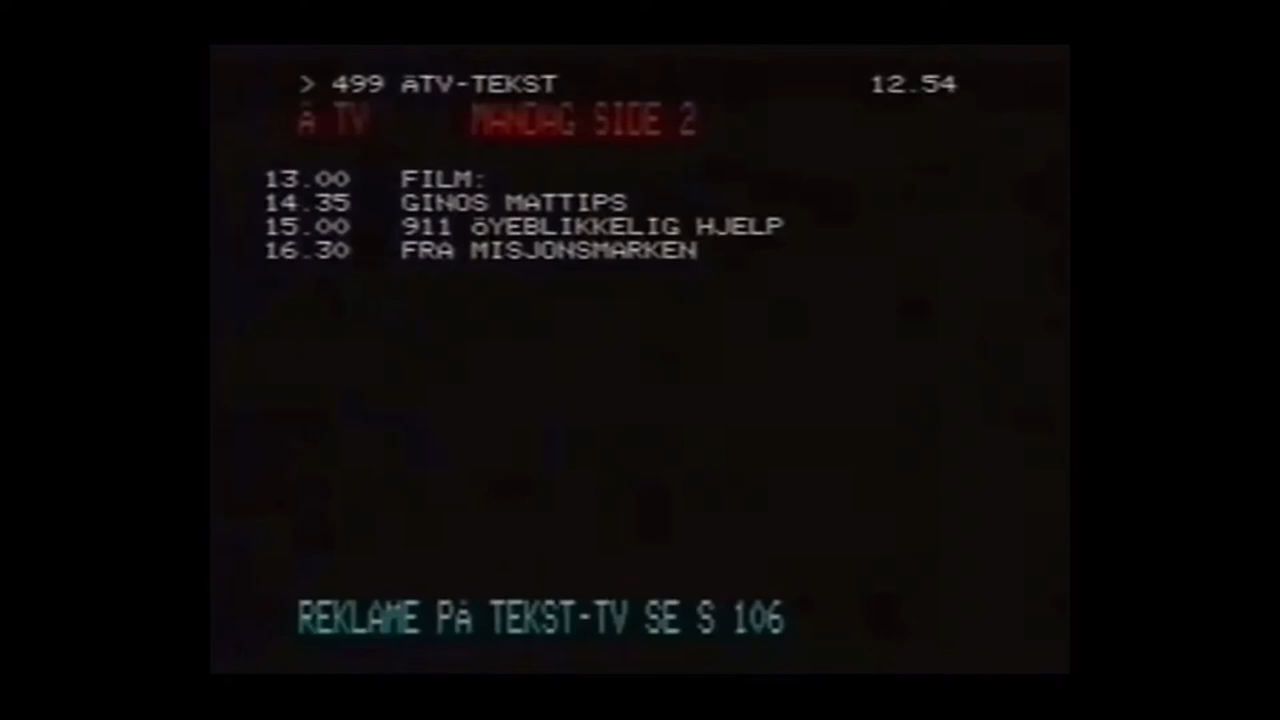 > 499 äTV-TEKST 12.54
Ä TV MANDAG SIDE 2
13.00 FILM:
14.35 GINOS MATTIPS
15.00 911 öYEBLIKKELIG HJELP
16.30 FRA MISJONSMARKEN
REKLAME På TEKST-TV SE S 106